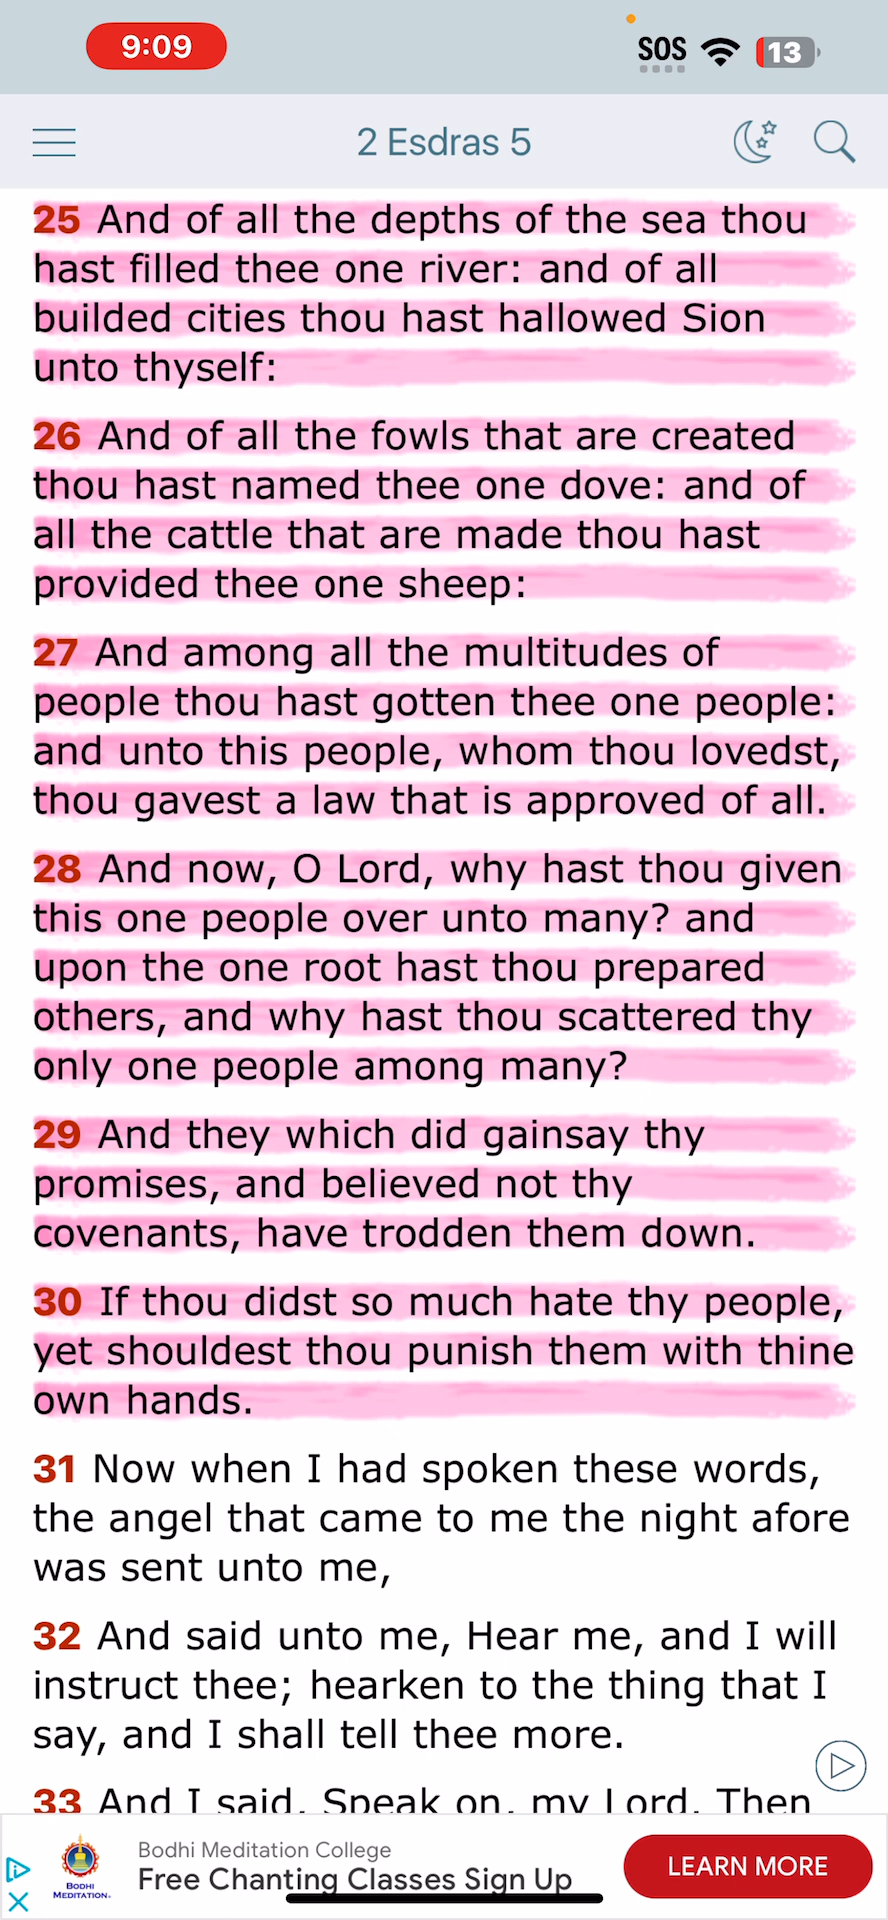 9:09
SOS
13
2 Esdras 5
25 And of all the depths of the sea thou
hast filled thee one river: and of all
builded cities thou hast hallowed Sion
unto thyself:
26 And of all the fowls that are created
thou hast named thee one dove: and of
all the cattle that are made thou hast
provided thee one sheep:
27 And among all the multitudes of
people thou hast gotten thee one people:
and unto this people, whom thou lovedst,
thou gavest a law that is approved of all.
28 And now, O Lord, why hast thou given
this one people over unto many? and
upon the one root hast thou prepared
others, and why hast thou scattered thy
only one people among many?
29 And they which did gainsay thy
promises, and believed not thy
covenants, have trodden them down.
30 If thou didst so much hate thy people,
yet shouldest thou punish them with thine
own hands.
31 Now when I had spoken these words,
the angel that came to me the night afore
was sent unto me,
32 And said unto me, Hear me, and I will
instruct thee; hearken to the thing that I
say, and I shall tell thee more.
33 And I said, Speak on, my Lord. Then
Bodhi Meditation College
Free Chanting Classes Sign Up
LEARN MORE
BODHI
MEDITATION